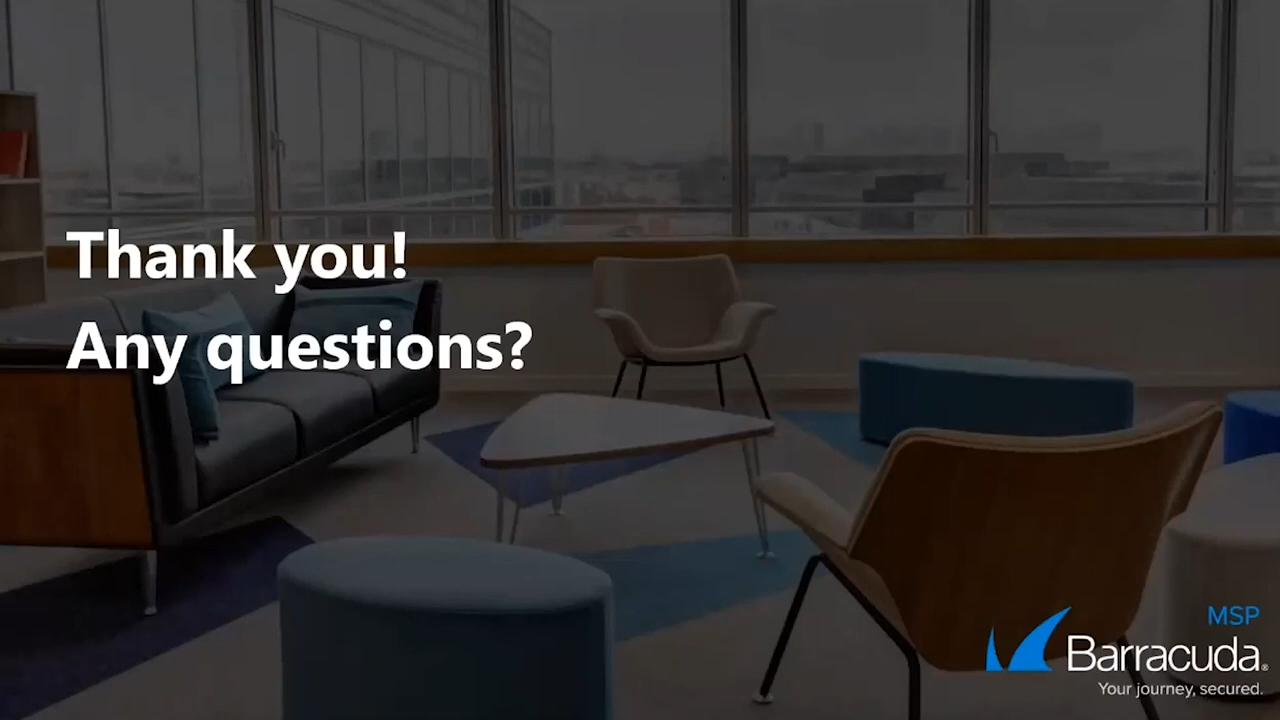 Thank you!
Any questions?
MSP
Barracuda®
Your journey, secured.